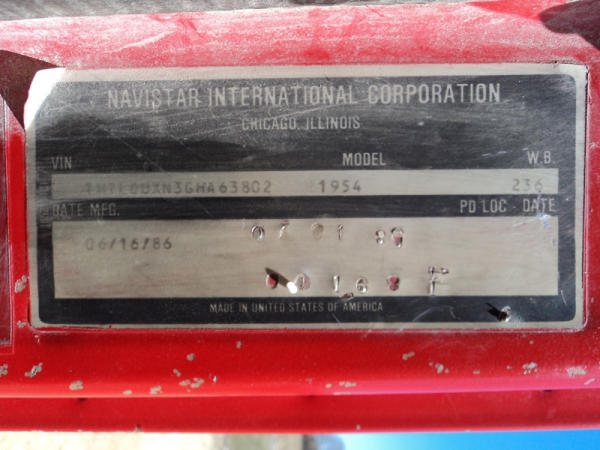 NAVISTAR INTERNATIONAL CORPORATION
CHICAGO, ILLINOIS
VIN MODEL W.B.
1954 236
DATE MFG. PD LOC - DATE
06/16/86
MADE IN UNITED STATES OF AMERICA